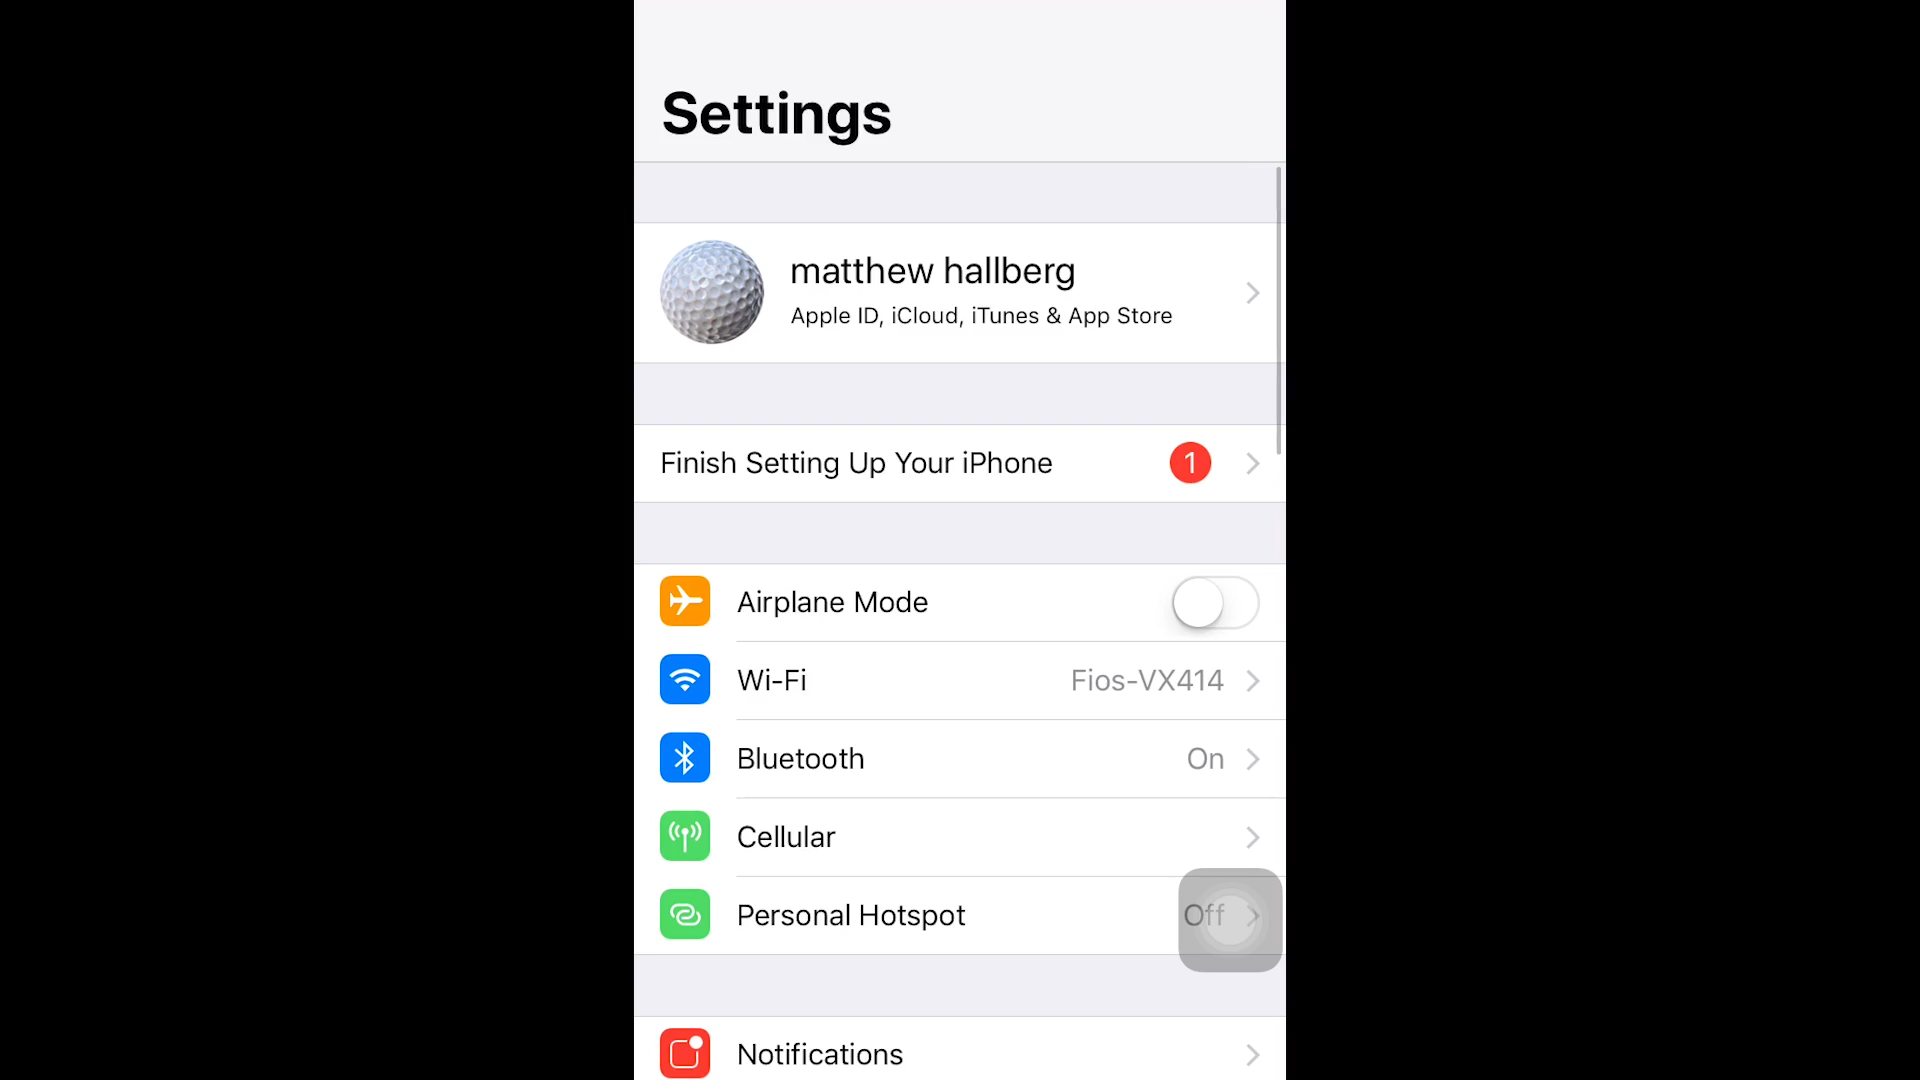 Settings
matthew hallberg
Apple ID, iCloud, iTunes & App Store
Finish Setting Up Your iPhone 1
Airplane Mode
Wi-Fi Fios-VX414
Bluetooth On
Cellular
Personal Hotspot Off
Notifications